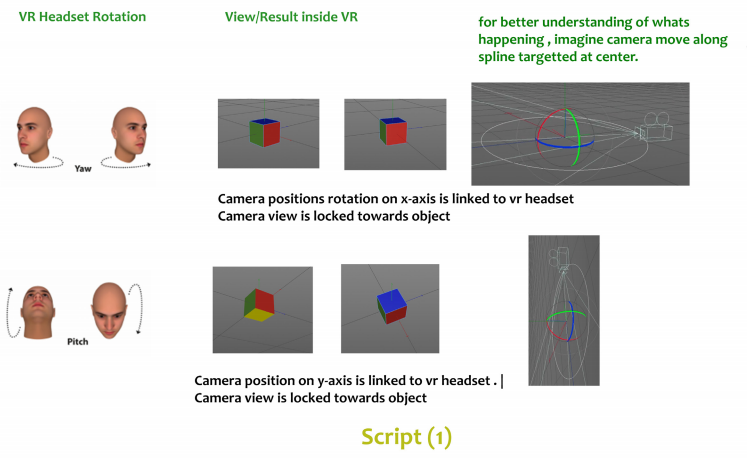 VR Headset Rotation
View/Result inside VR
for better understanding of whats
happening , imagine camera move along
spline targetted at center.
Yaw
Camera positions rotation on x-axis is linked to vr headset
Camera view is locked towards object
Pitch
Camera position on y-axis is linked to vr headset . |
Camera view is locked towards object
Script (1)